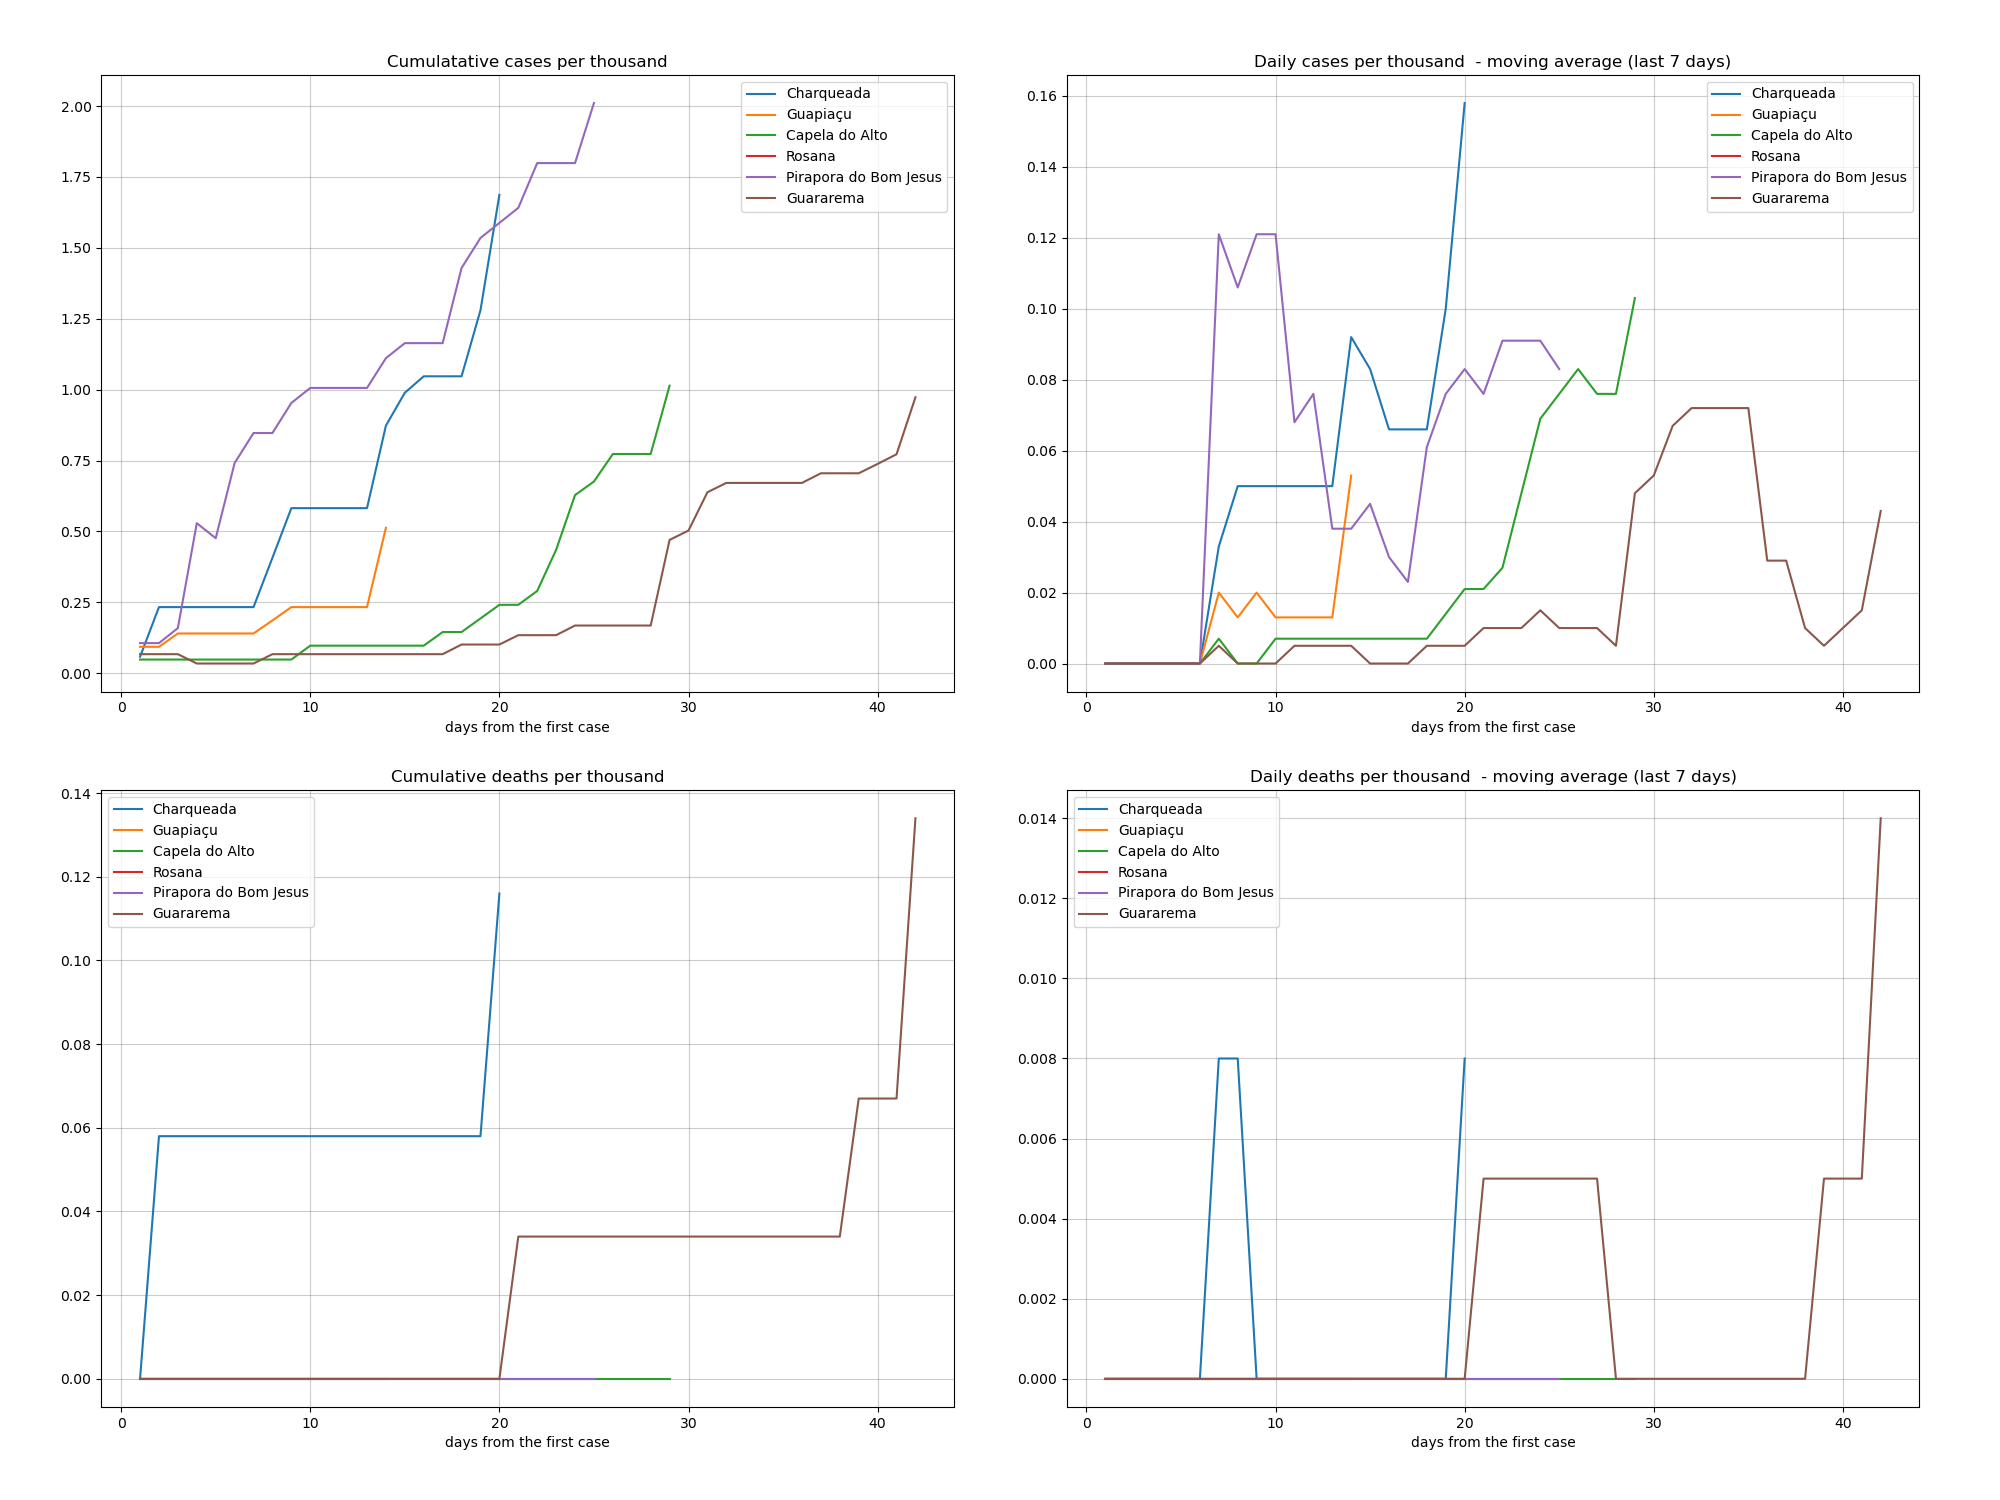 Cumulatative cases per thousand
2.00
1.75
1.50
1.25
1.00
0.75
0.50
0.25
0.00
Charqueada
Guapiaçu
Capela do Alto
Rosana
Pirapora do Bom Jesus
Guararema
0 10 20 30 40
days from the first case
Daily cases per thousand - moving average (last 7 days)
0.16
0.14
0.12
0.10
0.08
0.06
0.04
0.02
0.00
Charqueada
Guapiaçu
Capela do Alto
Rosana
Pirapora do Bom Jesus
Guararema
0 10 20 30 40
days from the first case
Cumulative deaths per thousand
0.14
0.12
0.10
0.08
0.06
0.04
0.02
0.00
Charqueada
Guapiaçu
Capela do Alto
Rosana
Pirapora do Bom Jesus
Guararema
0 10 20 30 40
days from the first case
Daily deaths per thousand - moving average (last 7 days)
0.014
0.012
0.010
0.008
0.006
0.004
0.002
0.000
Charqueada
Guapiaçu
Capela do Alto
Rosana
Pirapora do Bom Jesus
Guararema
0 10 20 30 40
days from the first case